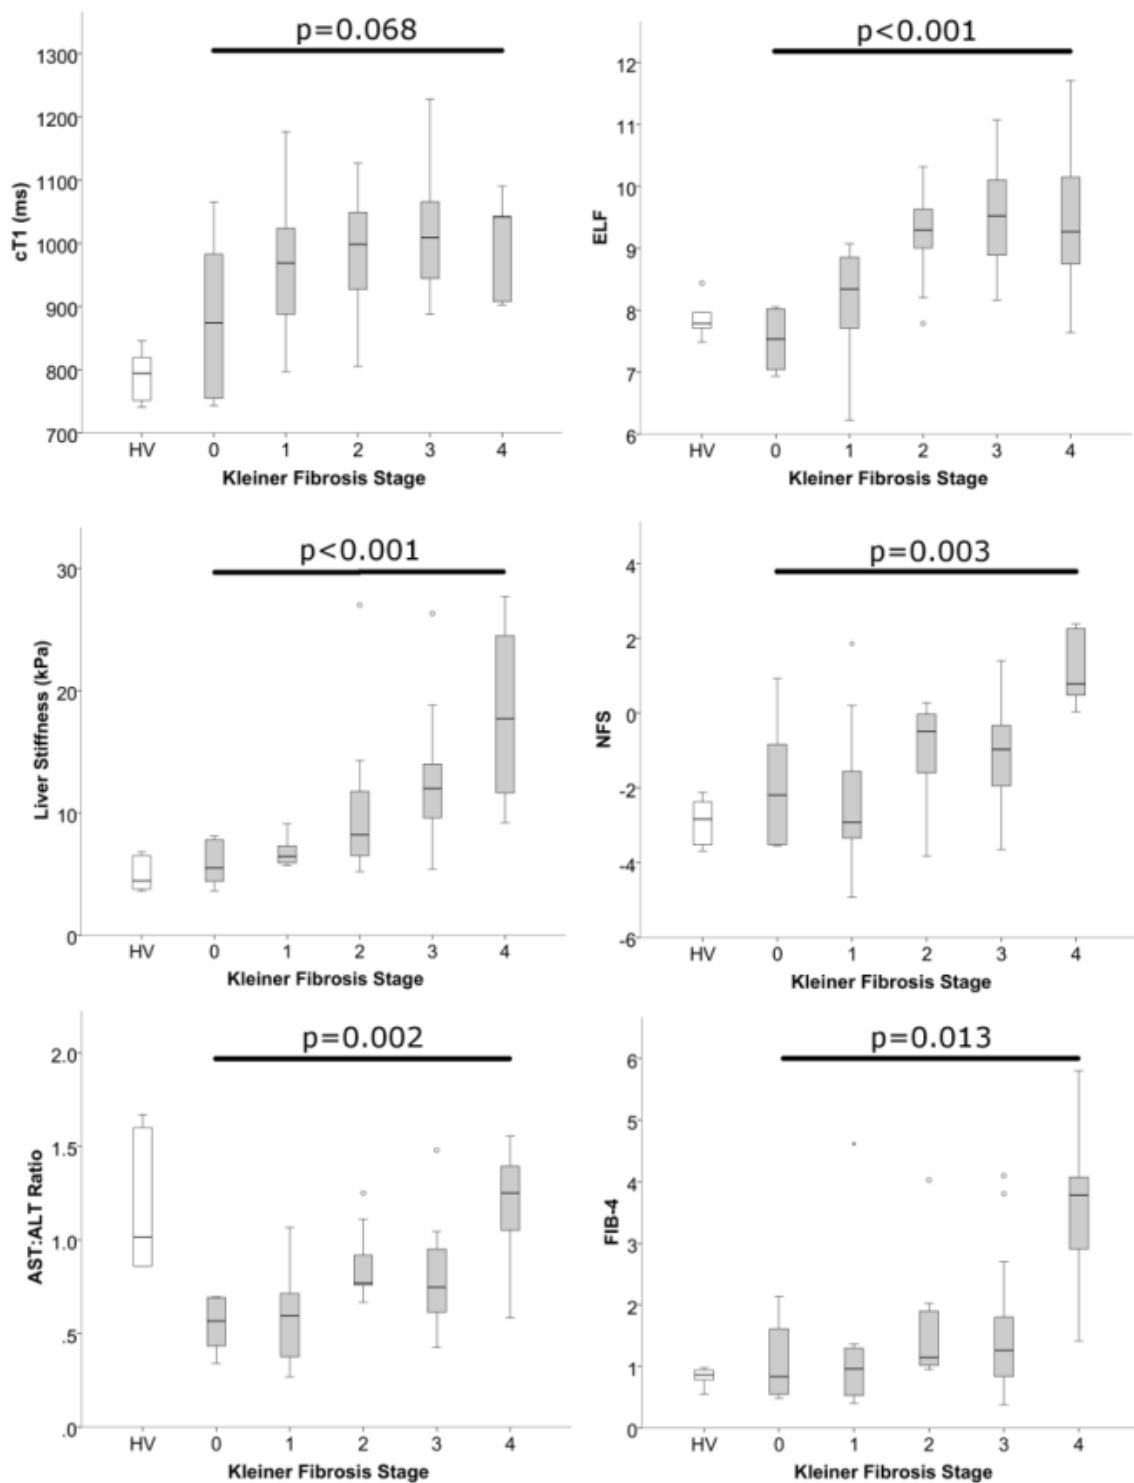 p=0.068
1300
1200
1100
1000
900
800
700
cT1 (ms)
HV 0 1 2 3 4
Kleiner Fibrosis Stage
p<0.001
12
11
10
9
8
7
6
ELF
HV 0 1 2 3 4
Kleiner Fibrosis Stage
p<0.001
30
20
10
0
Liver Stiffness (kPa)
HV 0 1 2 3 4
Kleiner Fibrosis Stage
p=0.003
4
2
0
-2
-4
-6
NFS
HV 0 1 2 3 4
Kleiner Fibrosis Stage
p=0.002
2.0
1.5
1.0
.5
.0
AST:ALT Ratio
HV 0 1 2 3 4
Kleiner Fibrosis Stage
p=0.013
6
5
4
3
2
1
0
FIB-4
HV 0 1 2 3 4
Kleiner Fibrosis Stage